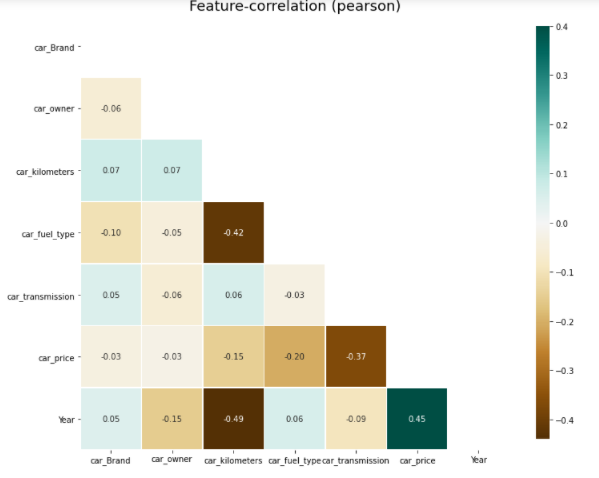 Feature-correlation (pearson)
car_Brand
car_owner -0.06
car_kilometers 0.07 0.07
car_fuel_type -0.10 -0.05 -0.42
car_transmission 0.05 -0.06 0.06 -0.03
car_price -0.03 -0.03 -0.15 -0.20 -0.37
Year 0.05 -0.15 -0.49 0.06 -0.09 0.45
car_Brand car_owner car_kilometers car_fuel_type car_transmission car_price Year
0.4
0.3
0.2
0.1
0.0
-0.1
-0.2
-0.3
-0.4